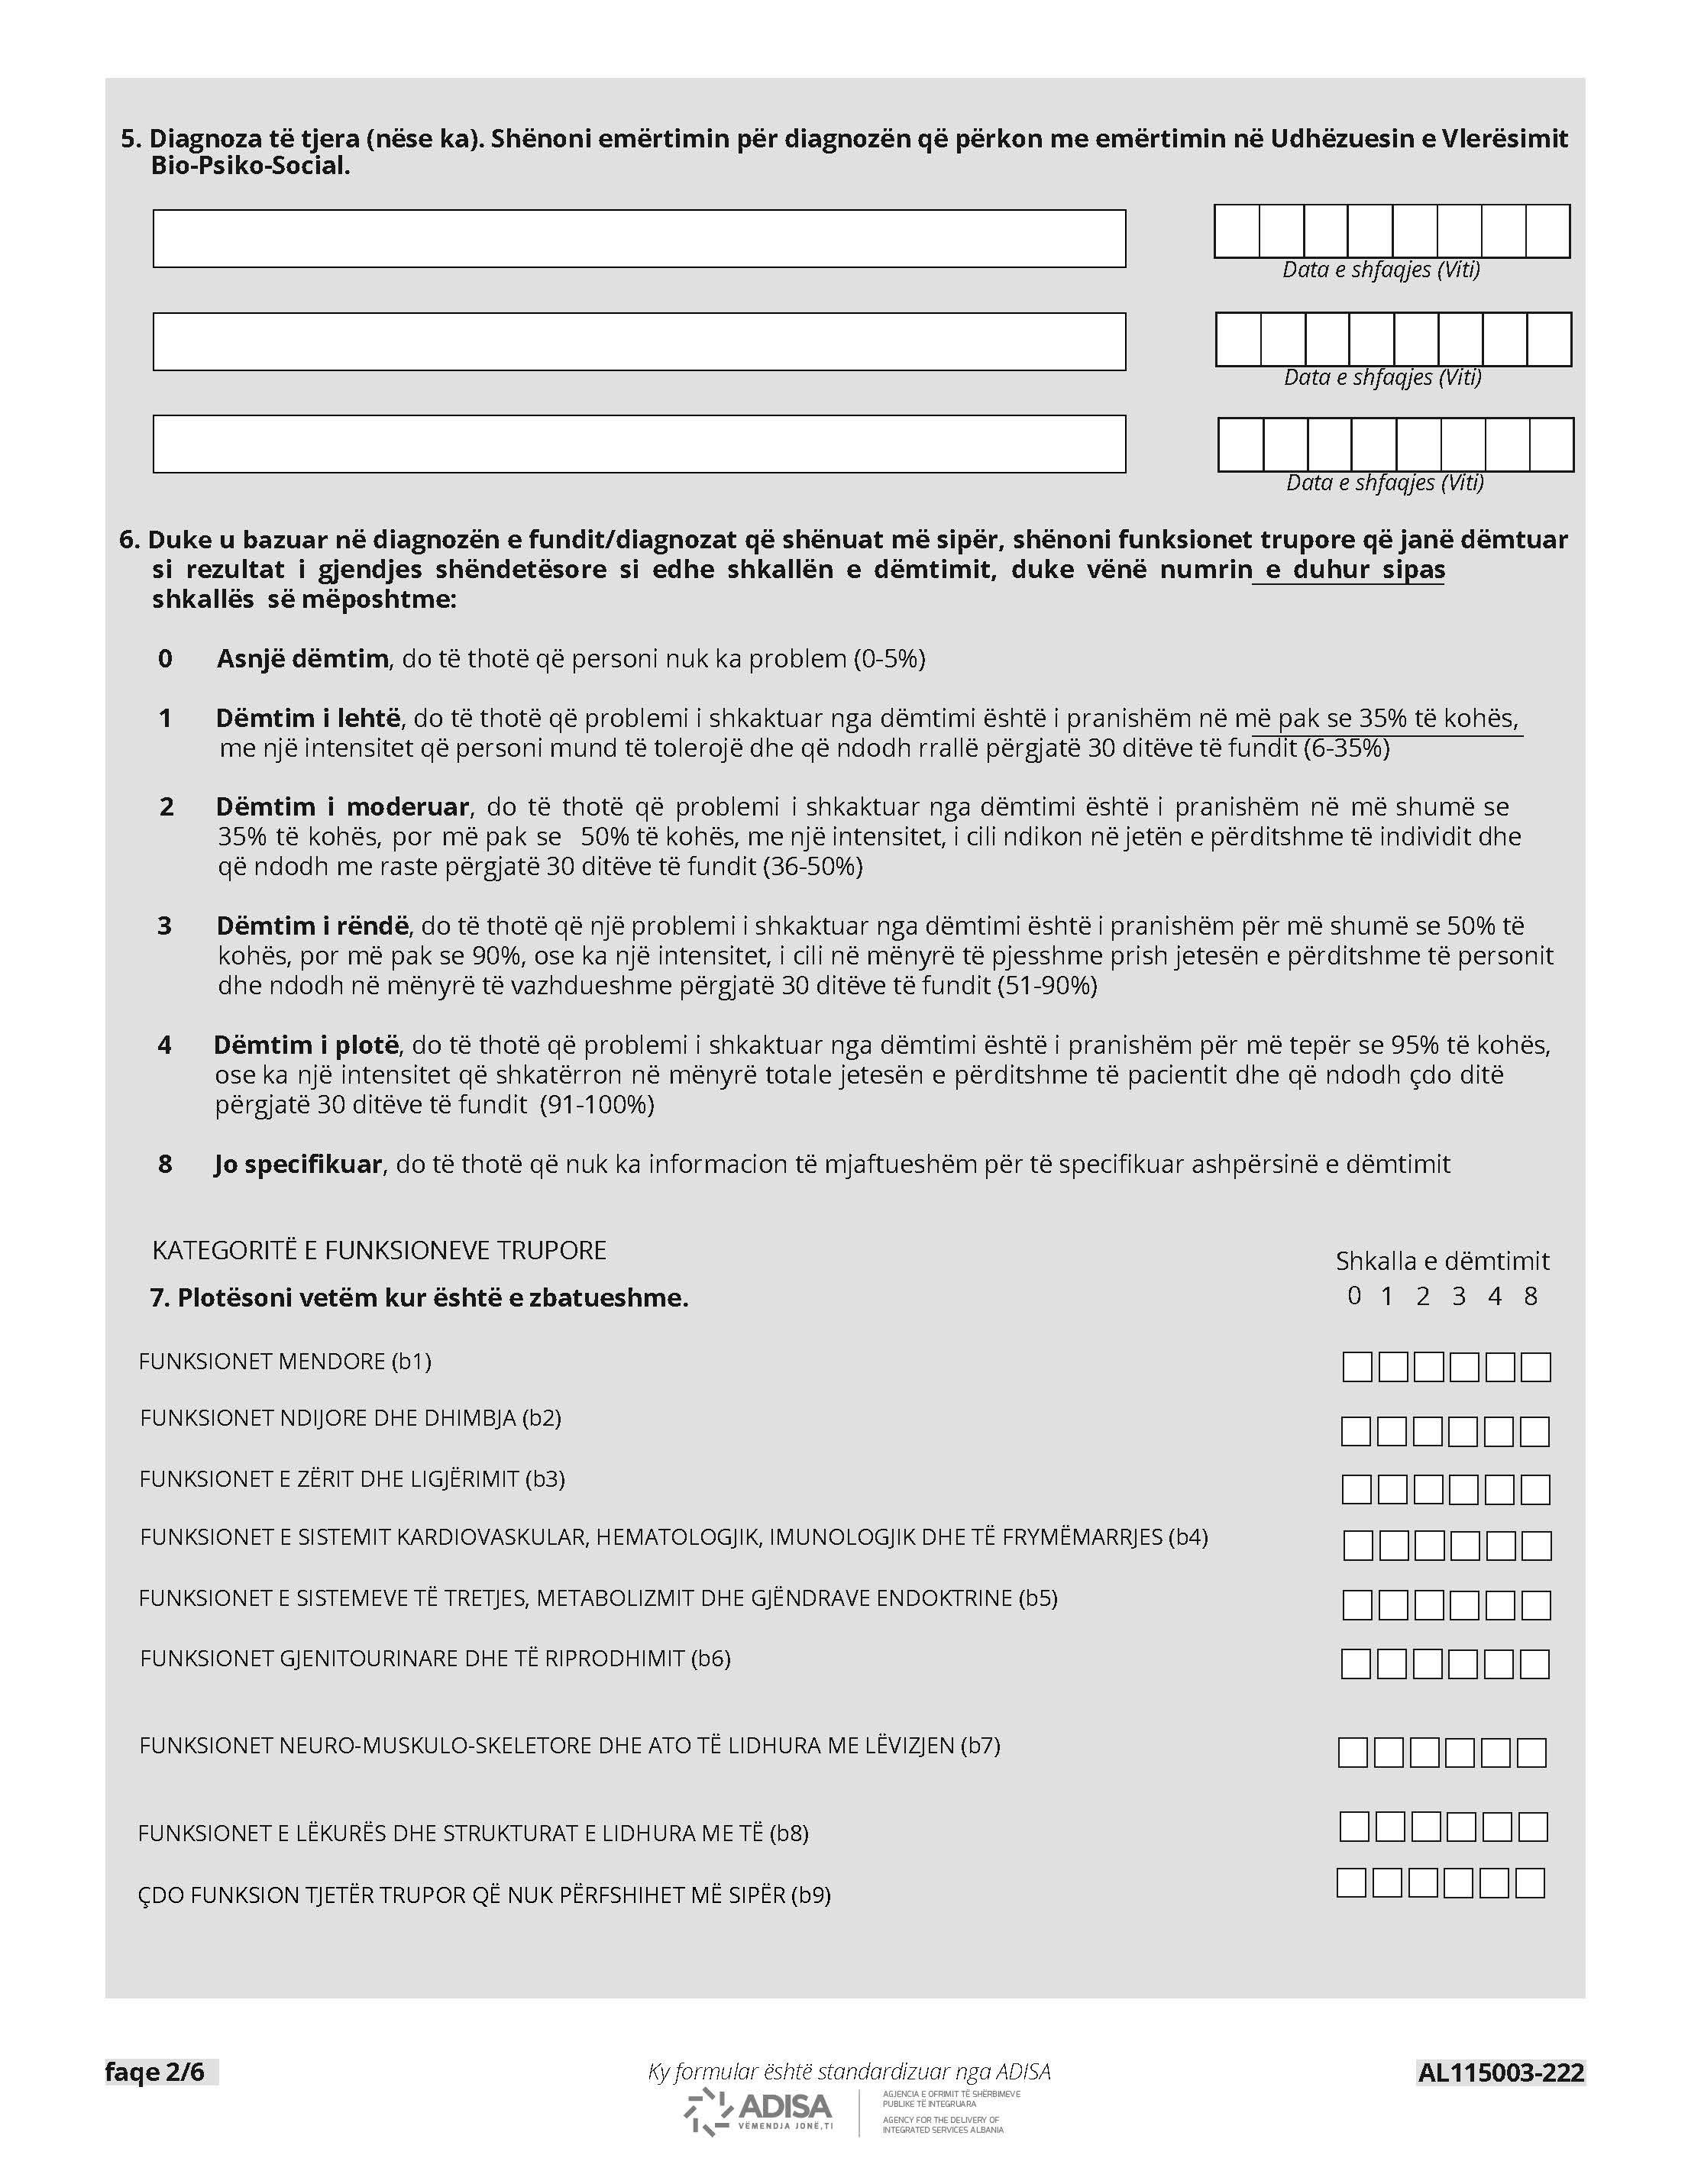 5. Diagnoza të tjera (nëse ka). Shënoni emërtimin për diagnozën që përkon me emërtimin në Udhëzuesin e Vlerësimit
Bio-Psiko-Social.
Data e shfaqjes (Viti)
Data e shfaqjes (Viti)
Data e shfaqjes (Viti)
6. Duke u bazuar në diagnozën e fundit/diagnozat që shënuat më sipër, shënoni funksionet trupore që janë dëmtuar
si rezultat i gjendjes shëndetësore si edhe shkallën e dëmtimit, duke vënë numrin e duhur sipas
shkallës së mëposhtme:
0 Asnjë dëmtim, do të thotë që personi nuk ka problem (0-5%)
1 Dëmtim i lehtë, do të thotë që problemi i shkaktuar nga dëmtimi është i pranishëm në më pak se 35% të kohës,
me një intensitet që personi mund të tolerojë dhe që ndodh rrallë përgjatë 30 ditëve të fundit (6-35%)
2 Dëmtim i moderuar, do të thotë që problemi i shkaktuar nga dëmtimi është i pranishëm në më shumë se
35% të kohës, por më pak se 50% të kohës, me një intensitet, i cili ndikon në jetën e përditshme të individit dhe
që ndodh me raste përgjatë 30 ditëve të fundit (36-50%)
3 Dëmtim i rëndë, do të thotë që një problemi i shkaktuar nga dëmtimi është i pranishëm për më shumë se 50% të
kohës, por më pak se 90%, ose ka një intensitet, i cili në mënyrë të pjesshme prish jetesën e përditshme të personit
dhe ndodh në mënyrë të vazhdueshme përgjatë 30 ditëve të fundit (51-90%)
4 Dëmtim i plotë, do të thotë që problemi i shkaktuar nga dëmtimi është i pranishëm për më tepër se 95% të kohës,
ose ka një intensitet që shkatërron në mënyrë totale jetesën e përditshme të pacientit dhe që ndodh çdo ditë
përgjatë 30 ditëve të fundit (91-100%)
8 Jo specifikuar, do të thotë që nuk ka informacion të mjaftueshëm për të specifikuar ashpërsinë e dëmtimit
KATEGORITË E FUNKSIONEVE TRUPORE
Shkalla e dëmtimit
7. Plotësoni vetëm kur është e zbatueshme.
0 1 2 3 4 8
FUNKSIONET MENDORE (b1)
FUNKSIONET NDIJORE DHE DHIMBJA (b2)
FUNKSIONET E ZËRIT DHE LIGJËRIMIT (b3)
FUNKSIONET E SISTEMIT KARDIOVASKULAR, HEMATOLOGJIK, IMUNOLOGJIK DHE TË FRYMËMARRJES (b4)
FUNKSIONET E SISTEMEVE TË TRETJES, METABOLIZMIT DHE GJËNDRAVE ENDOKTRINE (b5)
FUNKSIONET GJENITOURINARE DHE TË RIPRODHIMIT (b6)
FUNKSIONET NEURO-MUSKULO-SKELETORE DHE ATO TË LIDHURA ME LËVIZJEN (b7)
FUNKSIONET E LËKURËS DHE STRUKTURAT E LIDHURA ME TË (b8)
ÇDO FUNKSION TJETËR TRUPOR QË NUK PËRFSHIHET MË SIPËR (b9)
faqe 2/6
Ky formular është standardizuar nga ADISA
AL115003-222
ADISA
VËMENDJA JONË, TI
AGJENCIA E OFRIMIT TË SHËRBIMEVE
PUBLIKE TË INTEGRUARA
AGENCY FOR THE DELIVERY OF
INTEGRATED SERVICES ALBANIA